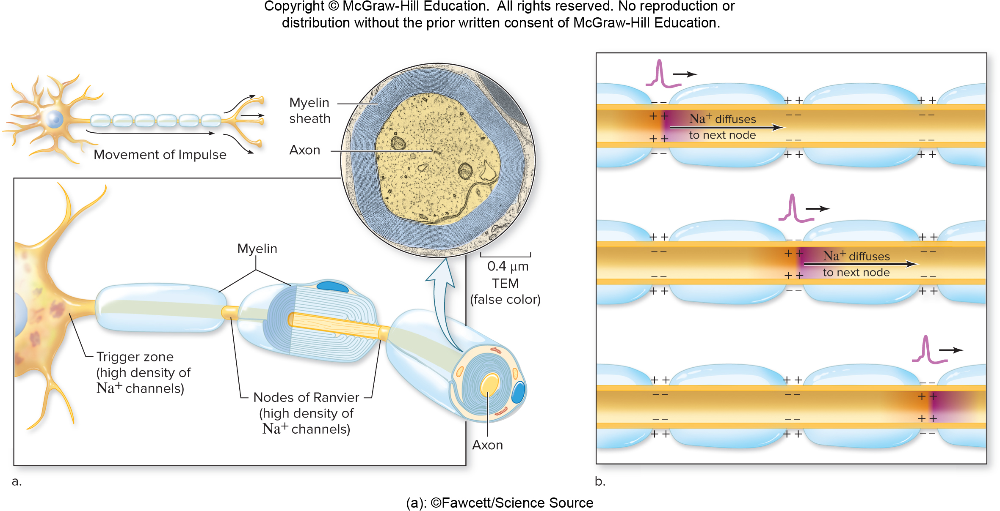 Copyright © McGraw-Hill Education.  All rights reserved. No reproduction or
distribution without the prior written consent of McGraw-Hill Education.
Movement of Impulse
Myelin
sheath
Axon
0.4 µm
TEM
(false color)
Myelin
Trigger zone
(high density of
Na+ channels)
Nodes of Ranvier
(high density of
Na+ channels)
Axon
a.
– – + + + +
+ + – – – –
Na+ diffuses
to next node
+ + – – – –
– – + + + +
+ + – – + +
– – + + – –
Na+ diffuses
to next node
– – + + – –
+ + – – + +
+ + + + – –
– – – – + +
– – – – + +
+ + + + – –
b.
(a): ©Fawcett/Science Source